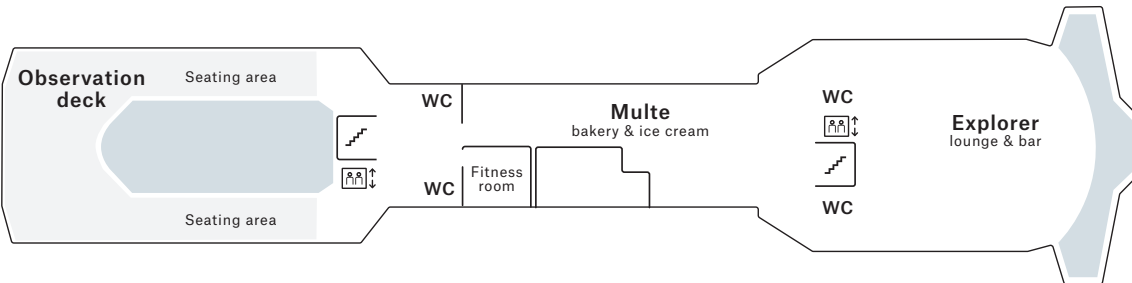 Observation
deck
Seating area
Seating area
WC
WC
Fitness
room
Multe
bakery & ice cream
WC
WC
Explorer
lounge & bar